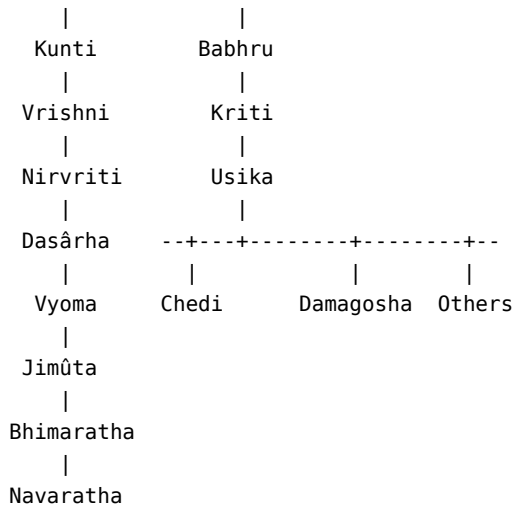 |                 |
Kunti          Babhru
|                 |
Vrishni         Kriti
|                 |
Nirvriti        Usika
|                 |
Dasârha    --+---+--------+--------+--
|            |               |          |
Vyoma      Chedi       Damagosha  Others
|
Jimûta
|
Bhimaratha
|
Navaratha